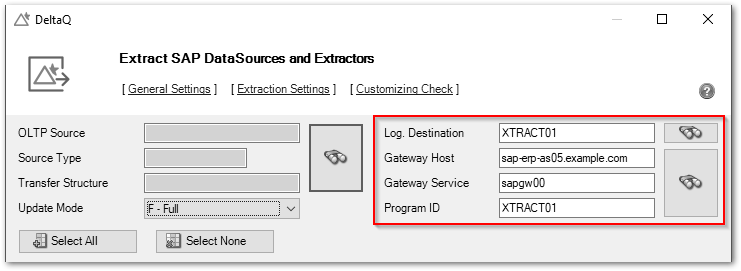 DeltaQ
Extract SAP DataSources and Extractors
[ General Settings ] [ Extraction Settings ] [ Customizing Check ]
?
OLTP Source
Source Type
Transfer Structure
Update Mode F - Full
Select All Select None
Log. Destination XTRACT01
Gateway Host sap-erp-as05.example.com
Gateway Service sapgw00
Program ID XTRACT01